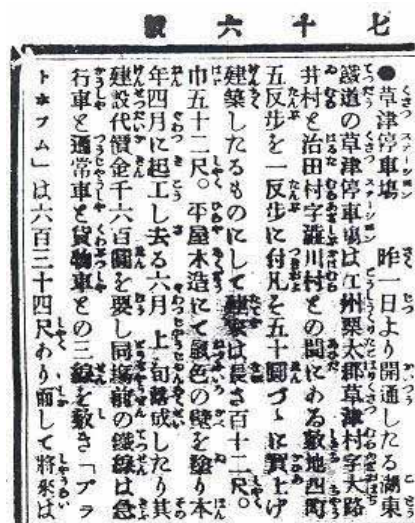 七十六號
●草津停車塲 昨一日より開通したる湖東
鐵道の草津停車塲は江州栗太郡草津村字大路
井村と治田村字澁川村との間にある敷地四町
五反步を一反步に付凡そ五十圓づゝに買上げ
建築したるものにして建家は長さ百十二尺。
巾五十二尺。平屋木造にて鼠色の壁を塗り本
年四月に起工し去る六月上旬落成したり其
建設代價金千六百圓を要し同塲前の鐵線は急
行車と通常車と貨物車との三線を敷き「プラ
トホフム」は六百三十四尺あり而して將來は